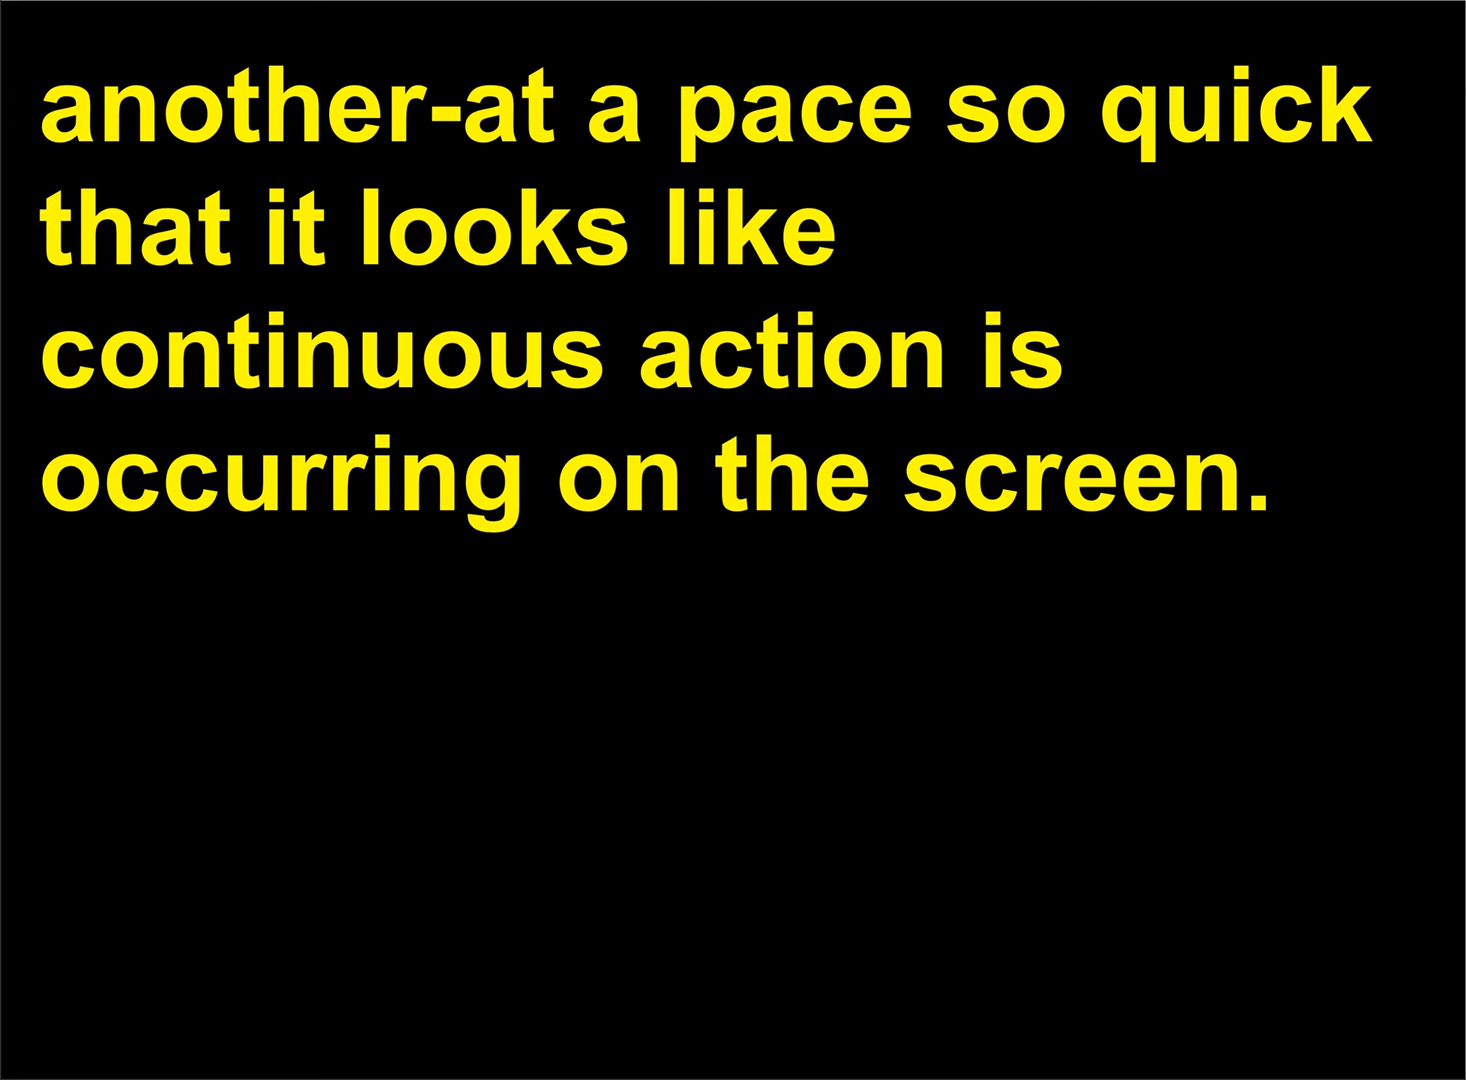 another-at a pace so quick
that it looks like
continuous action is
occurring on the screen.